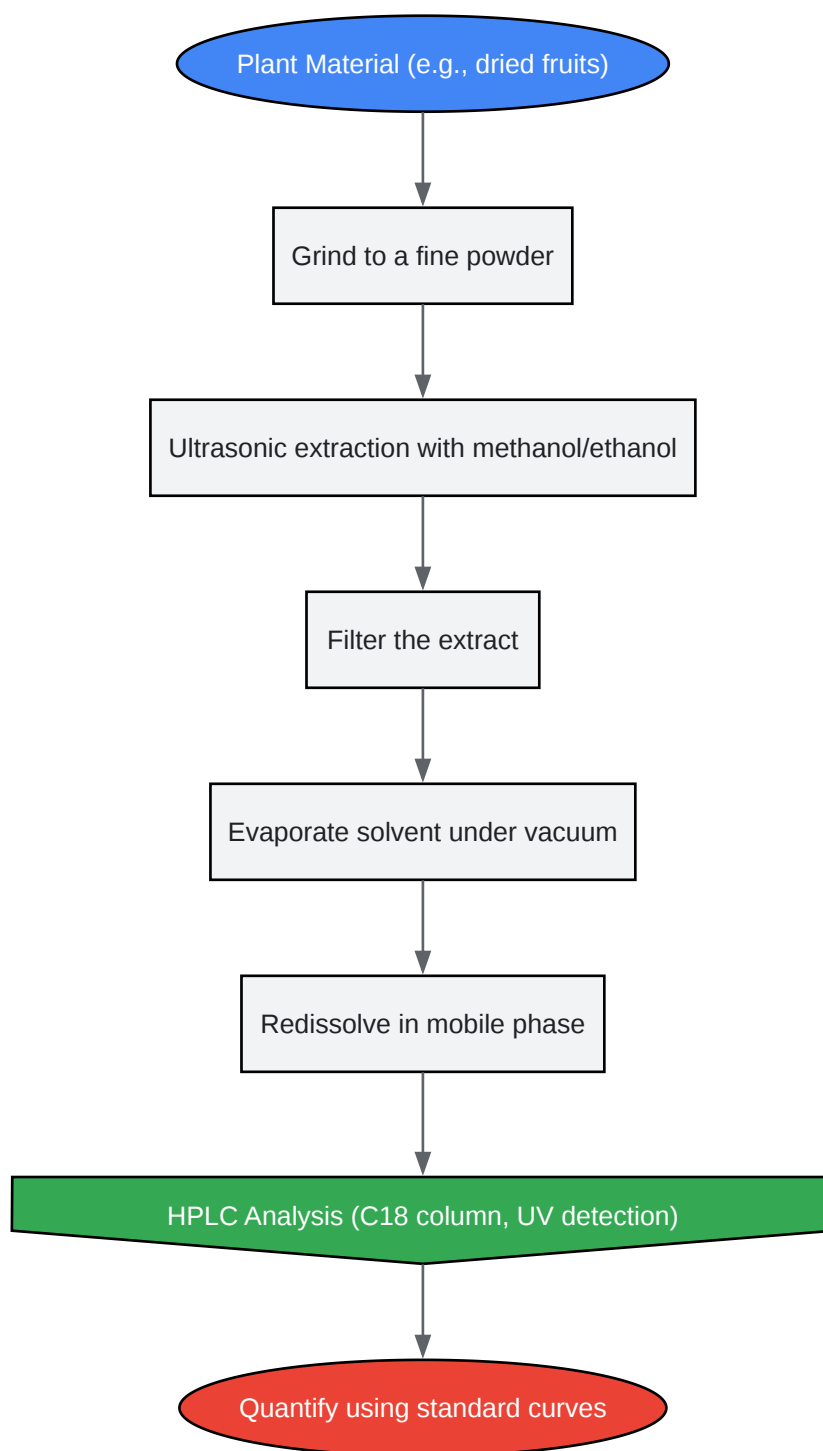 Plant Material (e.g., dried fruits)
Grind to a fine powder
Ultrasonic extraction with methanol/ethanol
Filter the extract
Evaporate solvent under vacuum
Redissolve in mobile phase
HPLC Analysis (C18 column, UV detection)
Quantify using standard curves